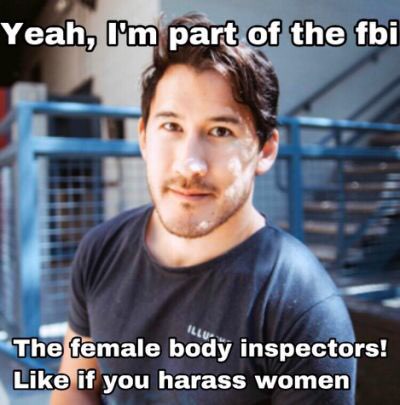 Yeah, I'm part of the fbi
The female body inspectors!
Like if you harass women